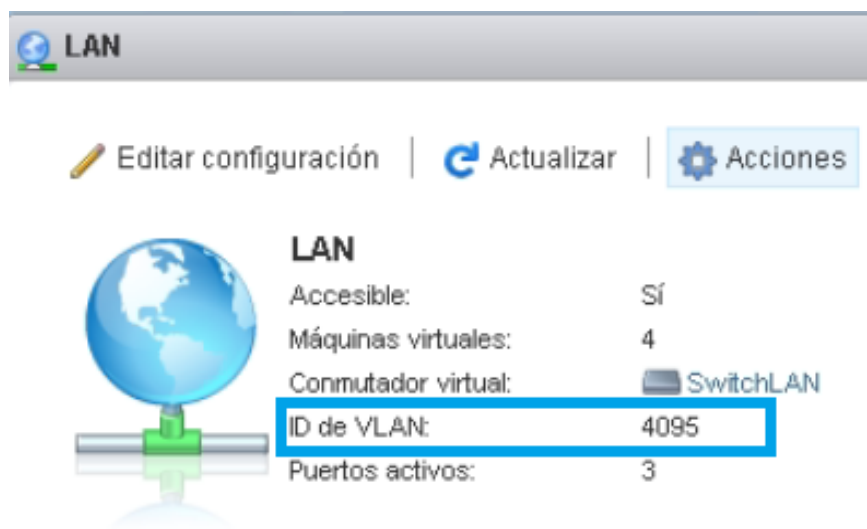 LAN
Editar configuración Actualizar Acciones
LAN
Accesible: Sí
Máquinas virtuales: 4
Conmutador virtual: SwitchLAN
ID de VLAN: 4095
Puertos activos: 3